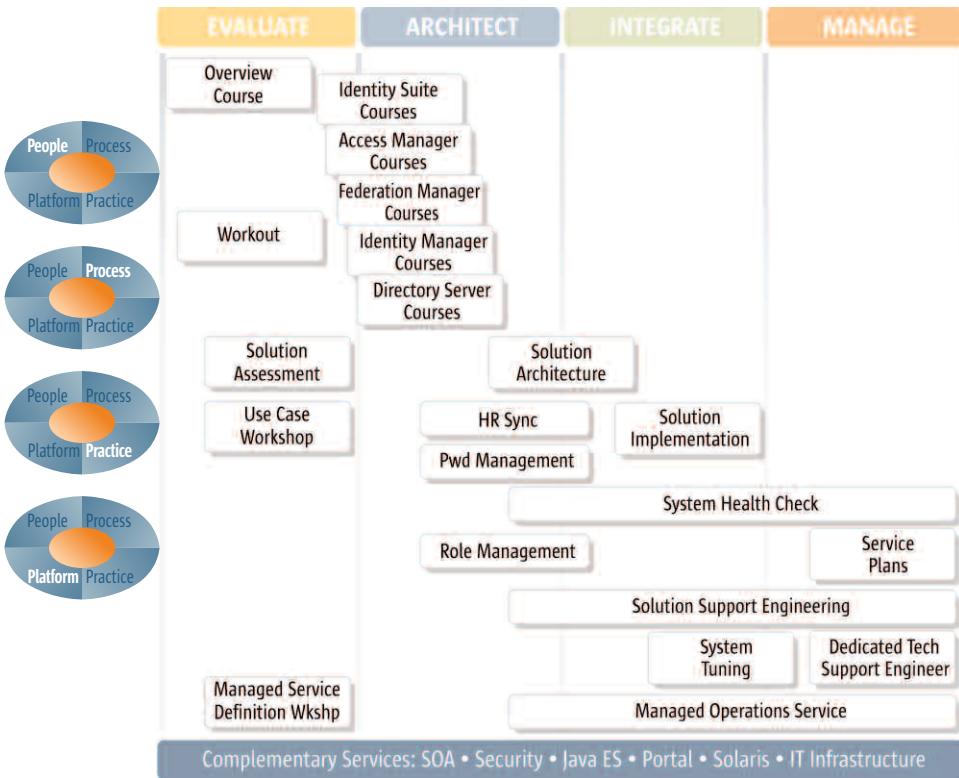 EVALUATE
ARCHITECT
INTEGRATE
MANAGE
Overview
Course
Identity Suite
Courses
Access Manager
Courses
Federation Manager
Courses
Workout
Identity Manager
Courses
Directory Server
Courses
People Process
Platform Practice
People Process
Platform Practice
People Process
Platform Practice
People Process
Platform Practice
Solution
Assessment
Solution
Architecture
Use Case
Workshop
HR Sync
Solution
Implementation
Pwd Management
System Health Check
Role Management
Service
Plans
Solution Support Engineering
System
Tuning
Dedicated Tech
Support Engineer
Managed Service
Definition Wkshp
Managed Operations Service
Complementary Services: SOA • Security • Java ES • Portal • Solaris • IT Infrastructure